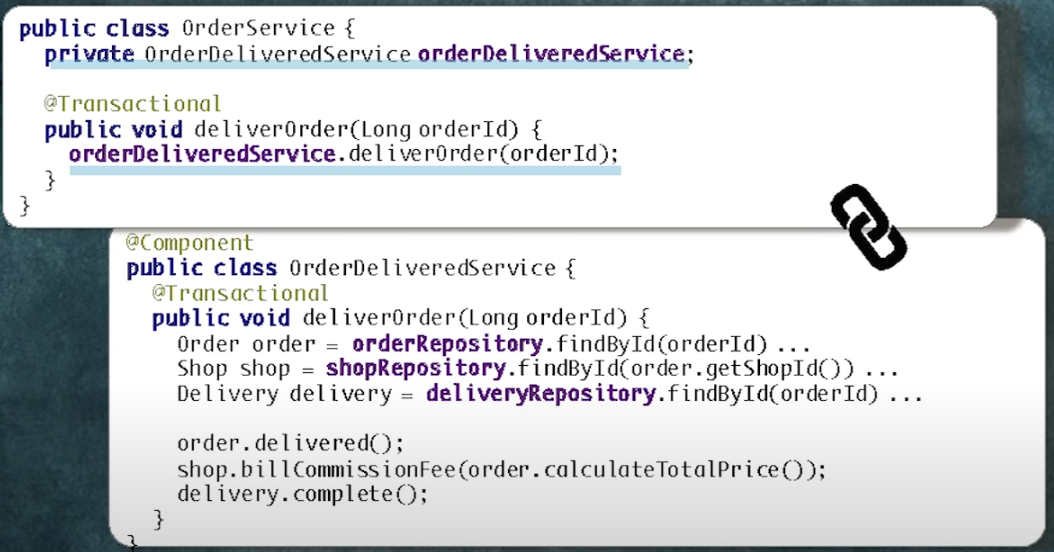 public class OrderService {
private OrderDeliveredService orderDeliveredService;
@Transactional
public void deliverOrder(Long orderId) {
orderDeliveredService.deliverOrder(orderId);
}
}
@Component
public class OrderDeliveredService {
@Transactional
public void deliverOrder(Long orderId) {
Order order = orderRepository.findById(orderId) ...
Shop shop = shopRepository.findById(order.getShopId()) ...
Delivery delivery = deliveryRepository.findById(orderId) ...
order.delivered();
shop.billCommissionFee(order.calculateTotalPrice());
delivery.complete();
}
}